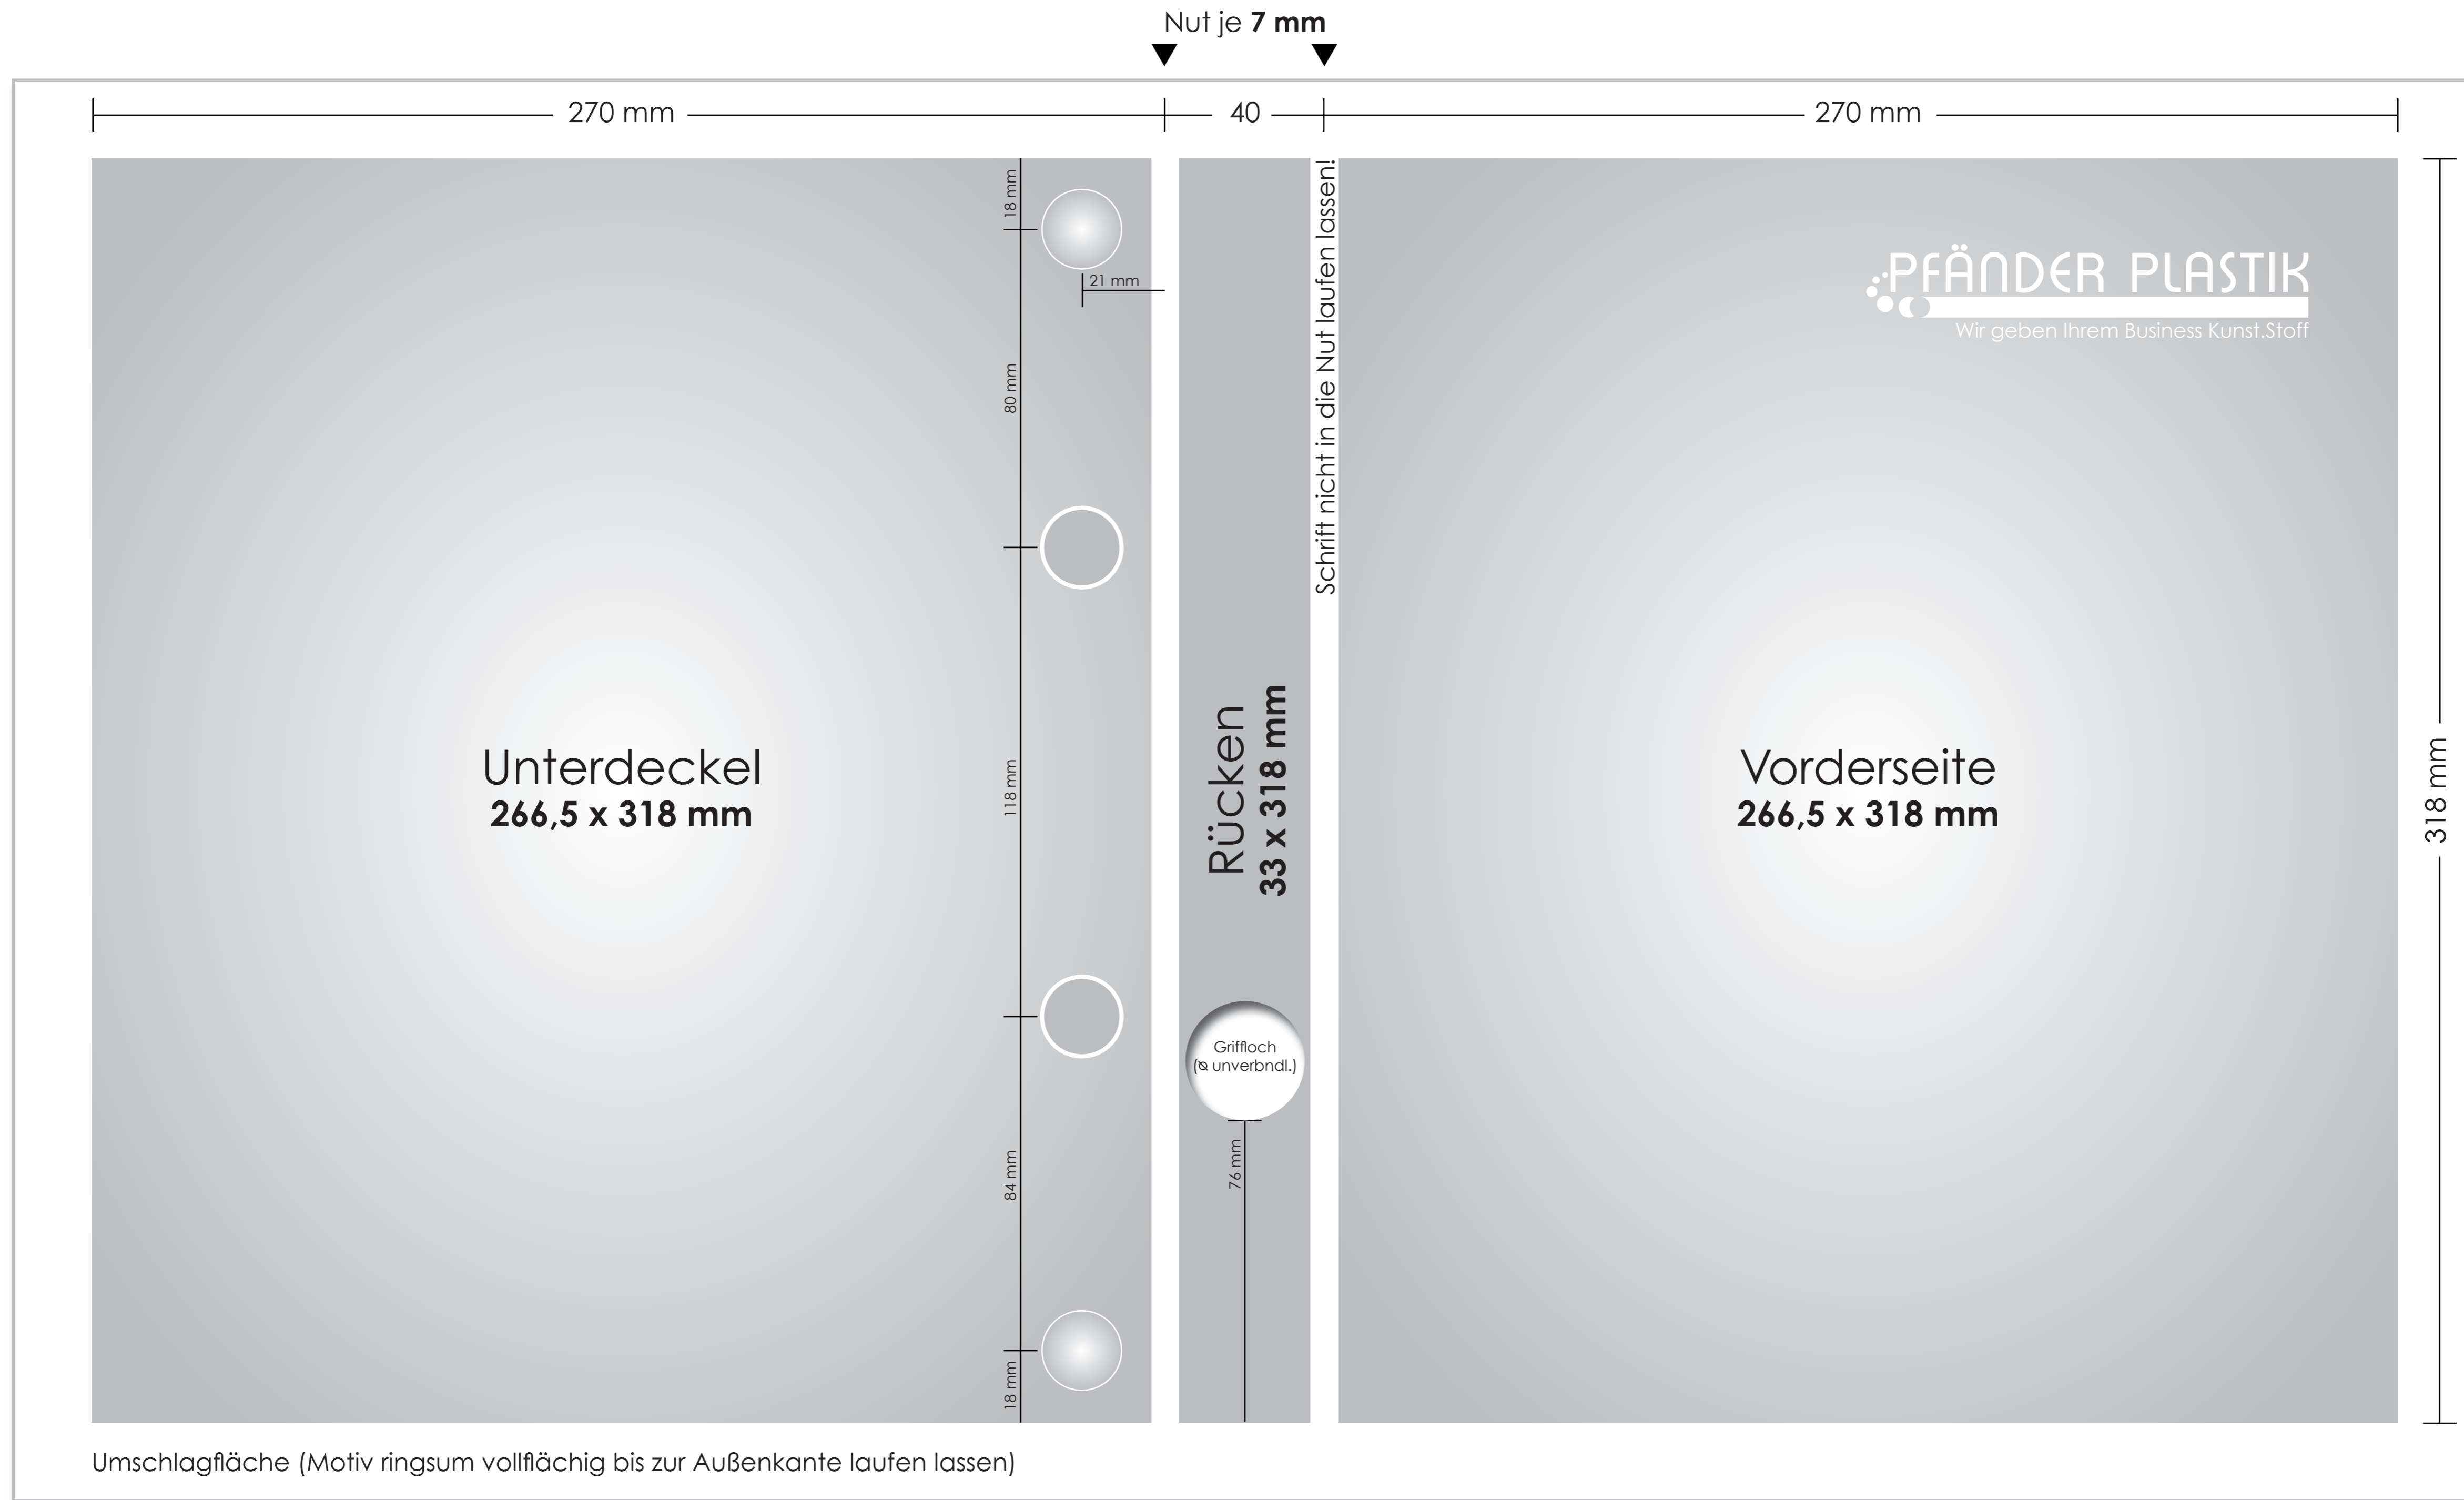 Nut je 7 mm
270 mm
40
270 mm
18 mm
21 mm
80 mm
118 mm
84 mm
18 mm
Unterdeckel
266,5 x 318 mm
Rücken
33 x 318 mm
Griffloch
(⌀ unverbndl.)
76 mm
Schrift nicht in die Nut laufen lassen!
PFÄNDER PLASTIK
Wir geben Ihrem Business Kunst.Stoff
Vorderseite
266,5 x 318 mm
318 mm
Umschlagfläche (Motiv ringsum vollflächig bis zur Außenkante laufen lassen)